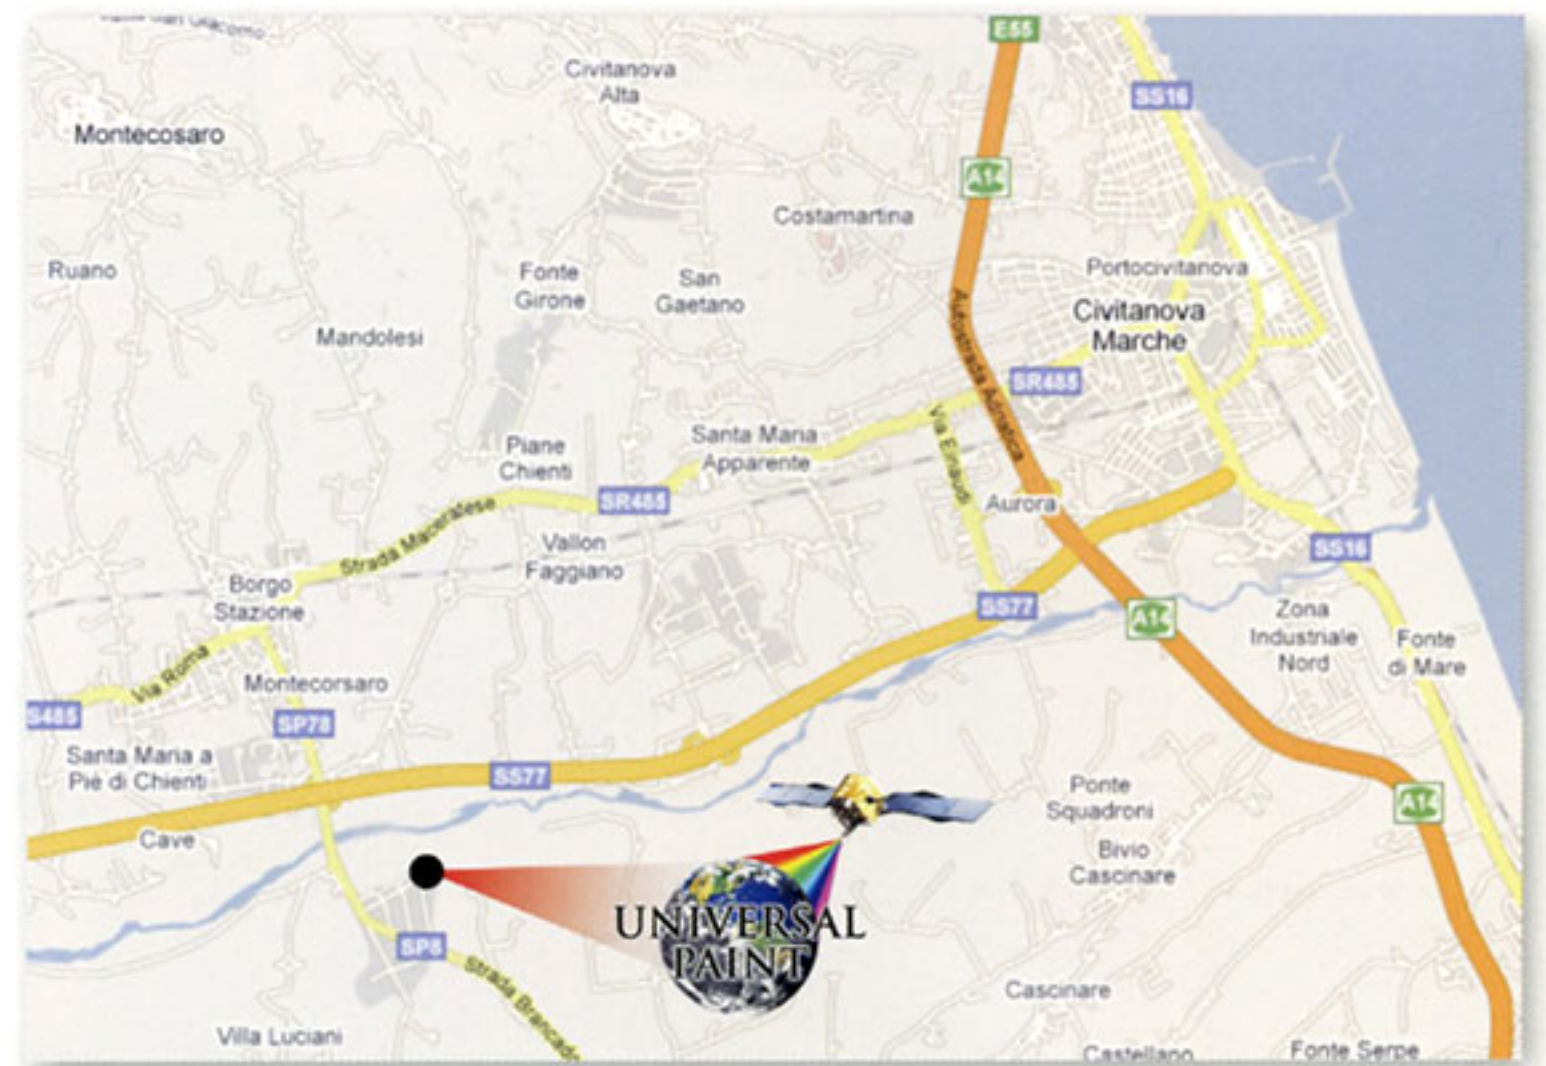 E55
Civitanova
Alta
SS16
Montecosaro
A14
Costamartina
Ruano
Fonte
Girone
San
Gaetano
Portocivitanova
Civitanova
Marche
Mandolesi
Autostrada Adriatica
SR485
Via Einaudi
Santa Maria
Apparente
Piane
Chienti
SR485
Aurora
Strada Maceratese
Vallon
Faggiano
SS16
Borgo
Stazione
SS77
A14
Zona
Industriale
Nord
Fonte
di Mare
Via Roma
Montecorsaro
S485
SP78
Santa Maria a
Piè di Chienti
SS77
Ponte
Squadroni
A14
Cave
Bivio
Cascinare
UNIVERSAL
PAINT
SP8
Strada Brancado
Cascinare
Villa Luciani
Castellano
Fonte Serpe